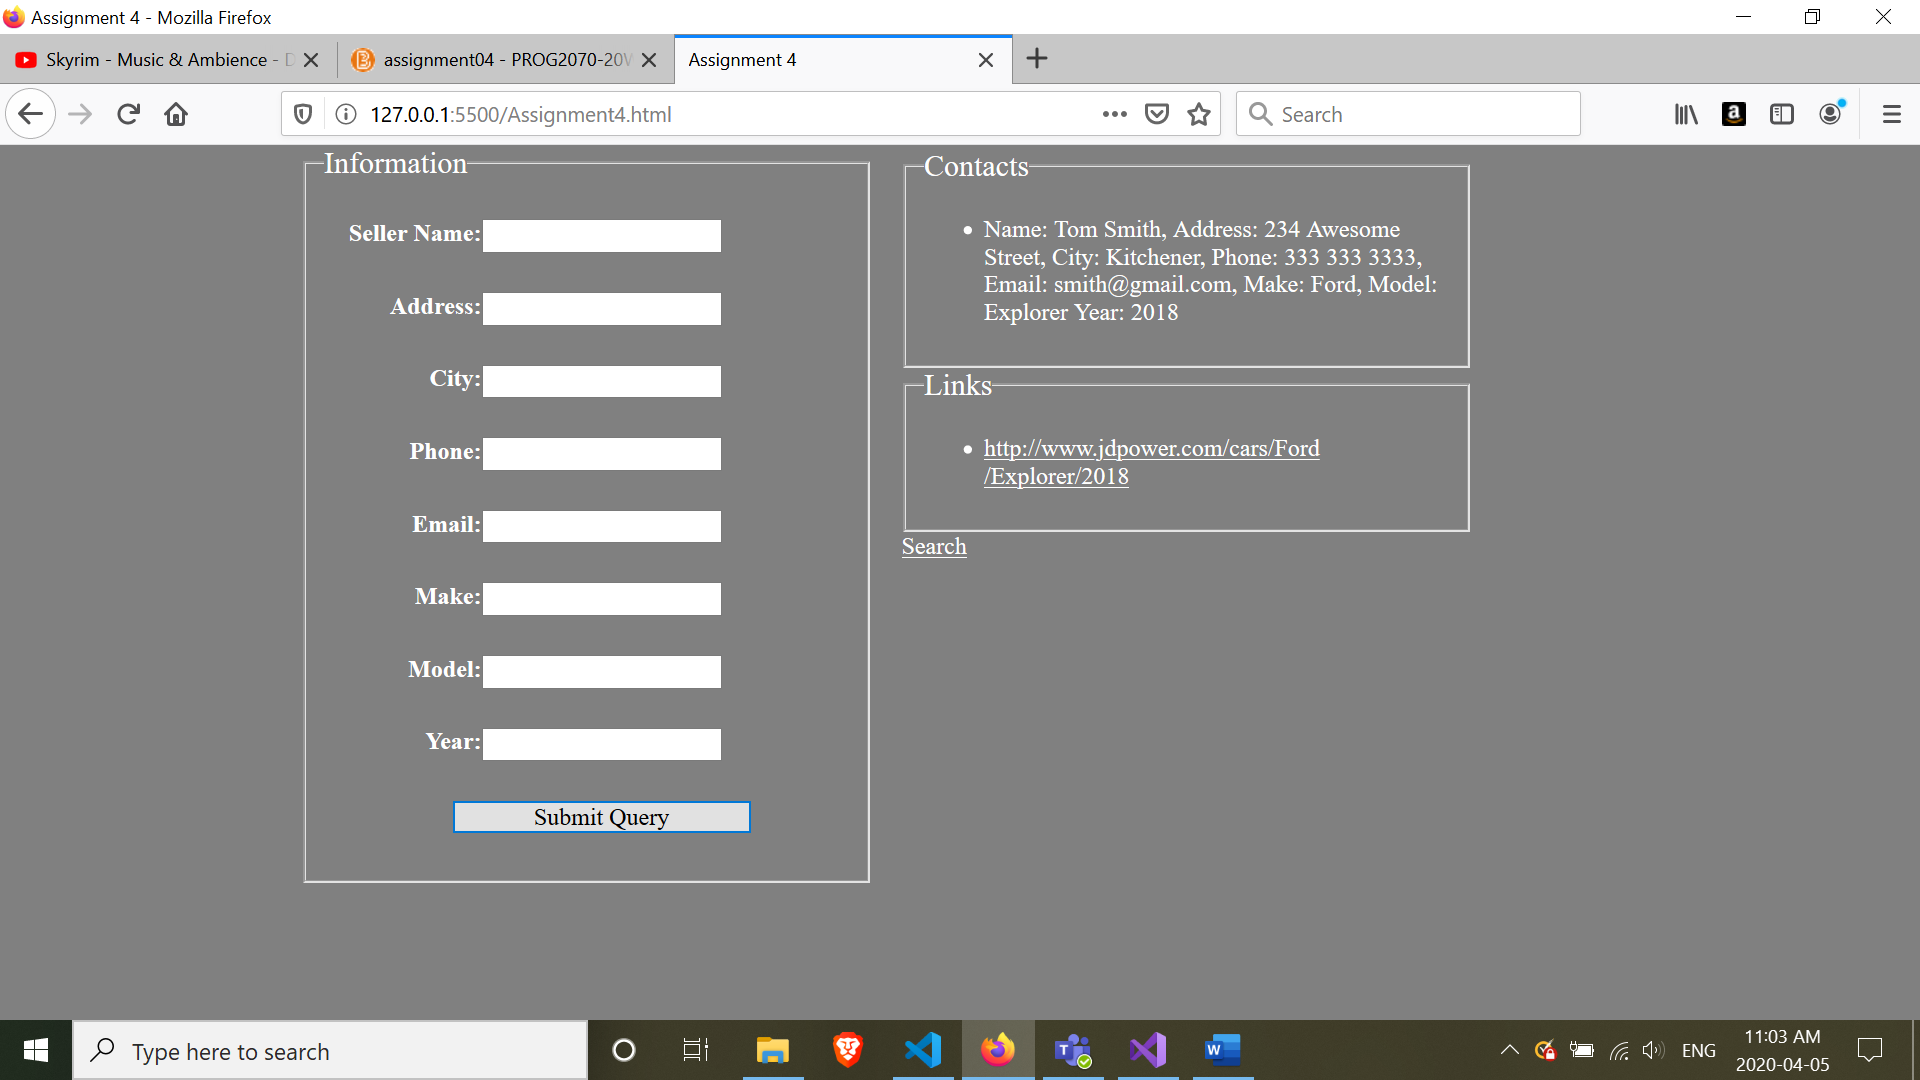 Assignment 4 - Mozilla Firefox
Skyrim - Music & Ambience -
assignment04 - PROG2070-20W
Assignment 4
127.0.0.1:5500/Assignment4.html
Search
Information
Seller Name:
Address:
City:
Phone:
Email:
Make:
Model:
Year:
Submit Query
Contacts
Name: Tom Smith, Address: 234 Awesome
Street, City: Kitchener, Phone: 333 333 3333,
Email: smith@gmail.com, Make: Ford, Model:
Explorer Year: 2018
Links
http://www.jdpower.com/cars/Ford
/Explorer/2018
Search
Type here to search
ENG
11:03 AM
2020-04-05